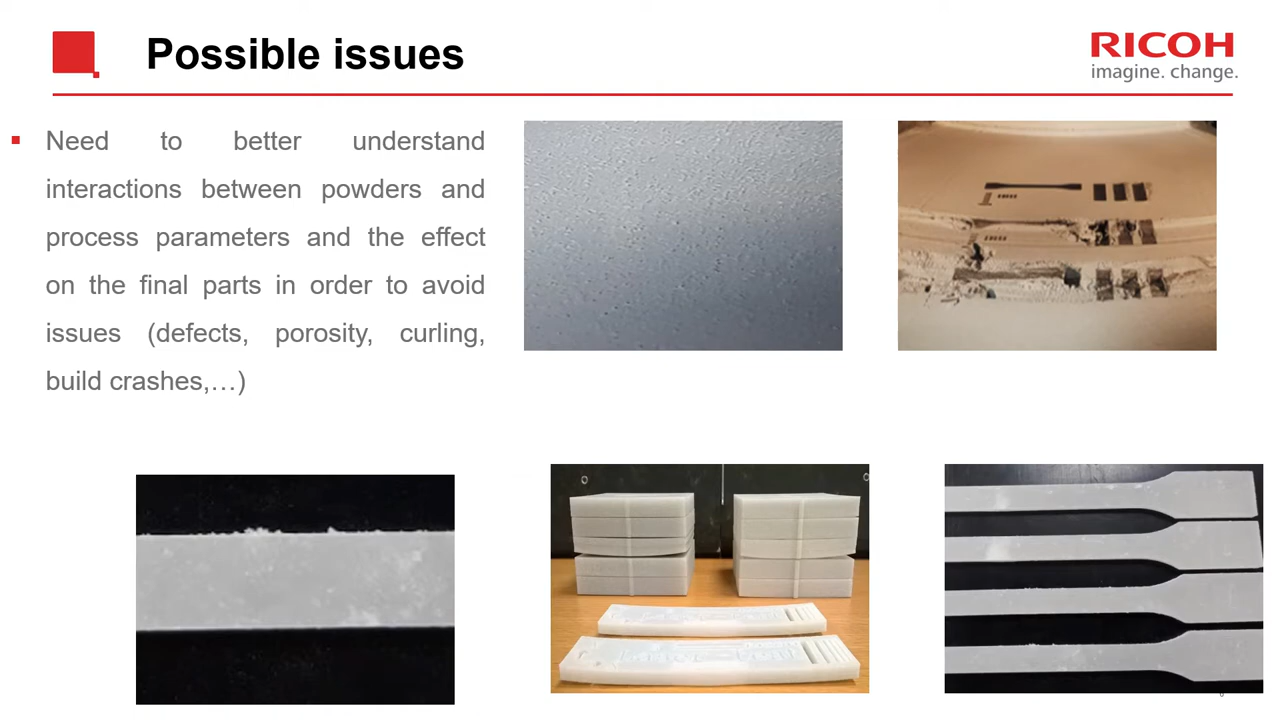 Possible issues
RICOH
imagine. change.
Need to better understand
interactions between powders and
process parameters and the effect
on the final parts in order to avoid
issues (defects, porosity, curling,
build crashes,…)